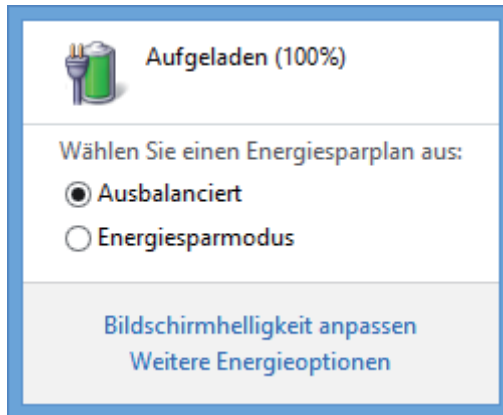 Aufgeladen (100%)
Wählen Sie einen Energiesparplan aus:
Ausbalanciert
Energiesparmodus
Bildschirmhelligkeit anpassen
Weitere Energieoptionen